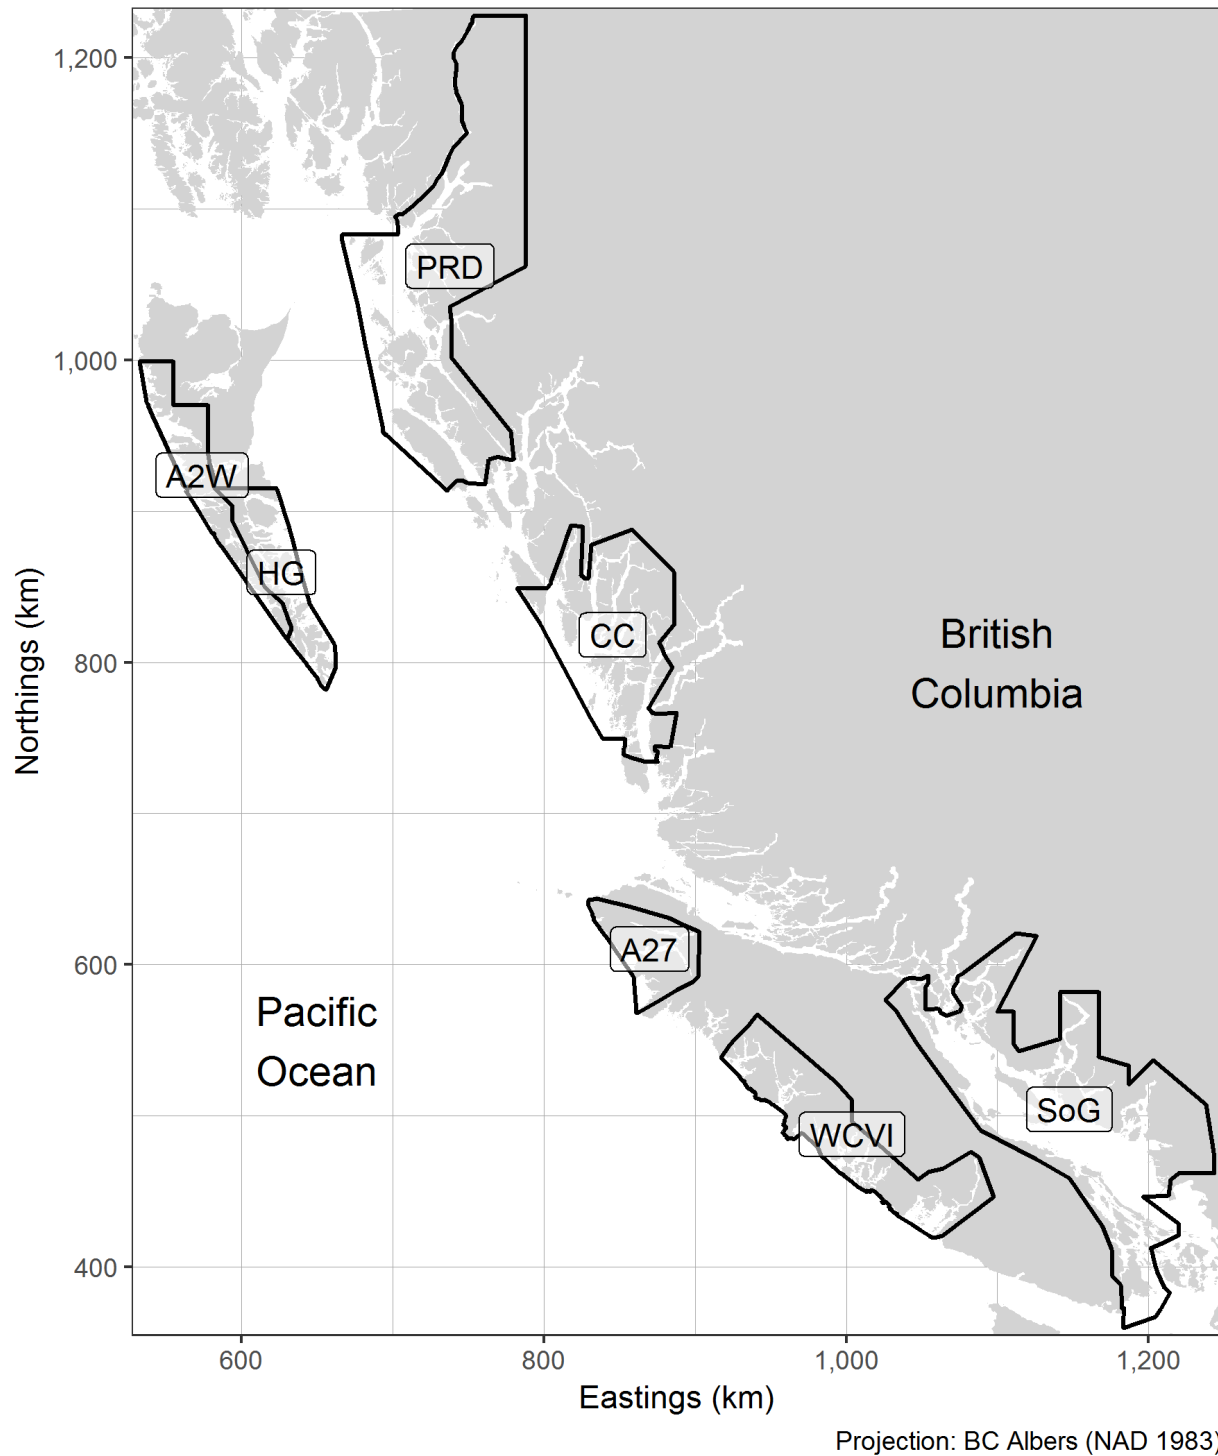 1,200
1,000
800
600
400
Northings (km)
PRD
A2W
HG
CC
British
Columbia
A27
Pacific
Ocean
SoG
WCVI
600
800
1,000
1,200
Eastings (km)
Projection: BC Albers (NAD 1983)